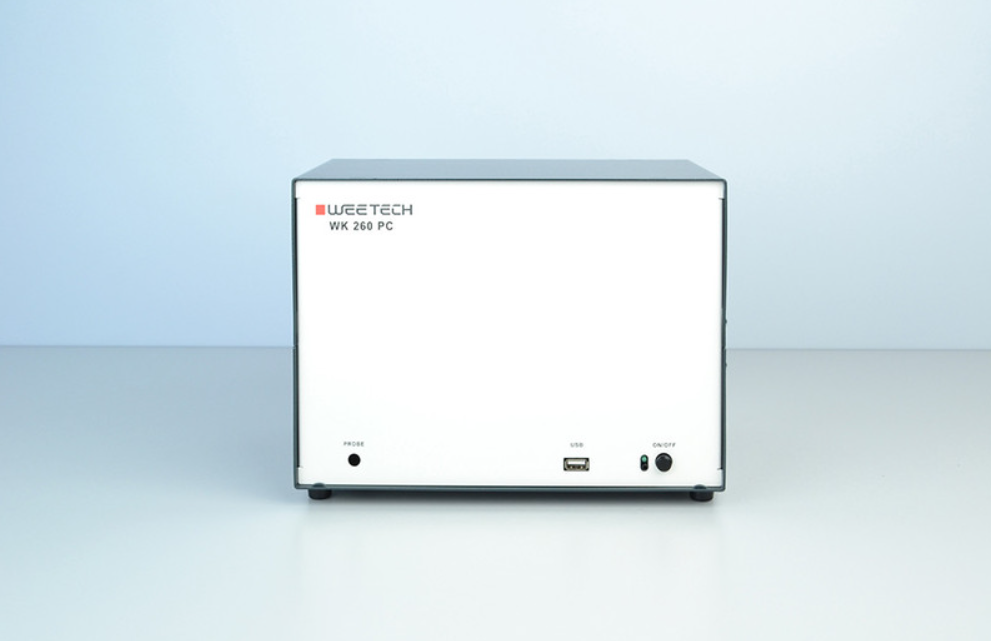 WEETECH
WK 260 PC
PROBE
USB
ON/OFF